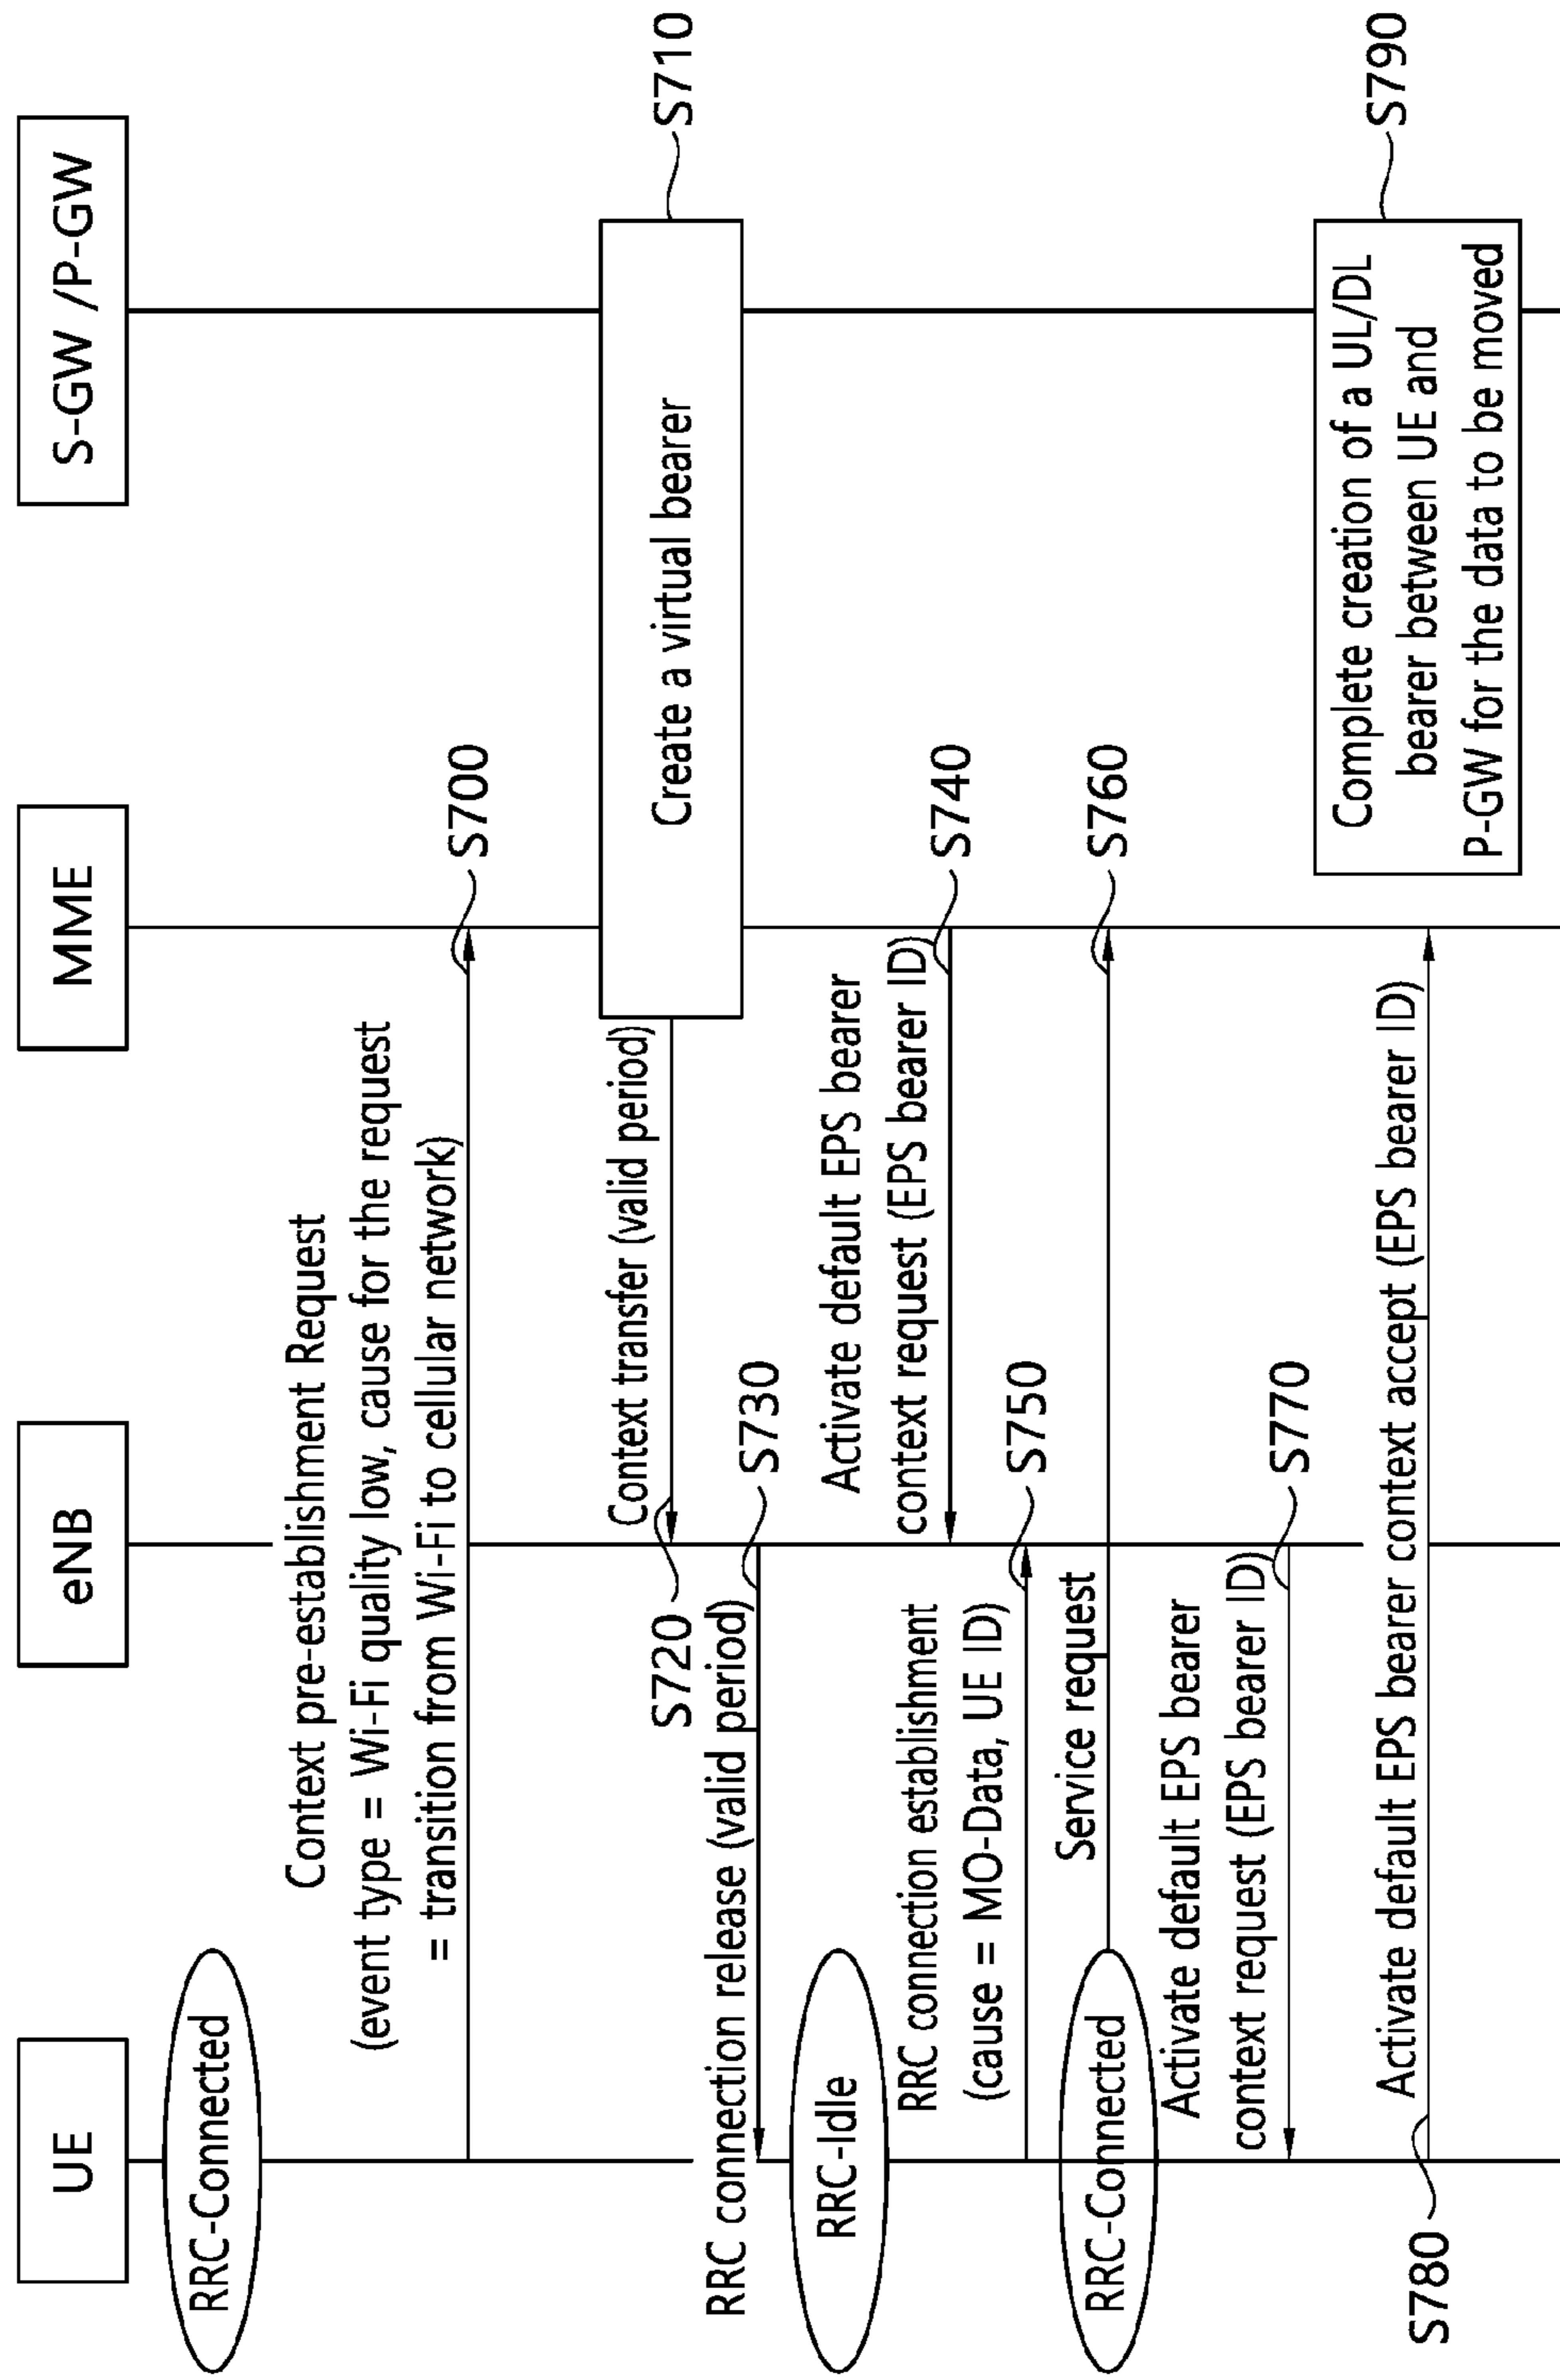 UE
eNB
MME
S-GW /P-GW
RRC-Connected
Context pre-establishment Request
(event type = Wi-Fi quality low, cause for the request
= transition from Wi-Fi to cellular network)
S700
Create a virtual bearer
S710
Context transfer (valid period)
S720
RRC connection release (valid period)
S730
RRC-Idle
Activate default EPS bearer
context request (EPS bearer ID)
S740
RRC connection establishment
(cause = MO-Data, UE ID)
S750
RRC-Connected
Service request
S760
Activate default EPS bearer
context request (EPS bearer ID)
S770
Activate default EPS bearer context accept (EPS bearer ID)
S780
Complete creation of a UL/DL
bearer between UE and
P-GW for the data to be moved
S790